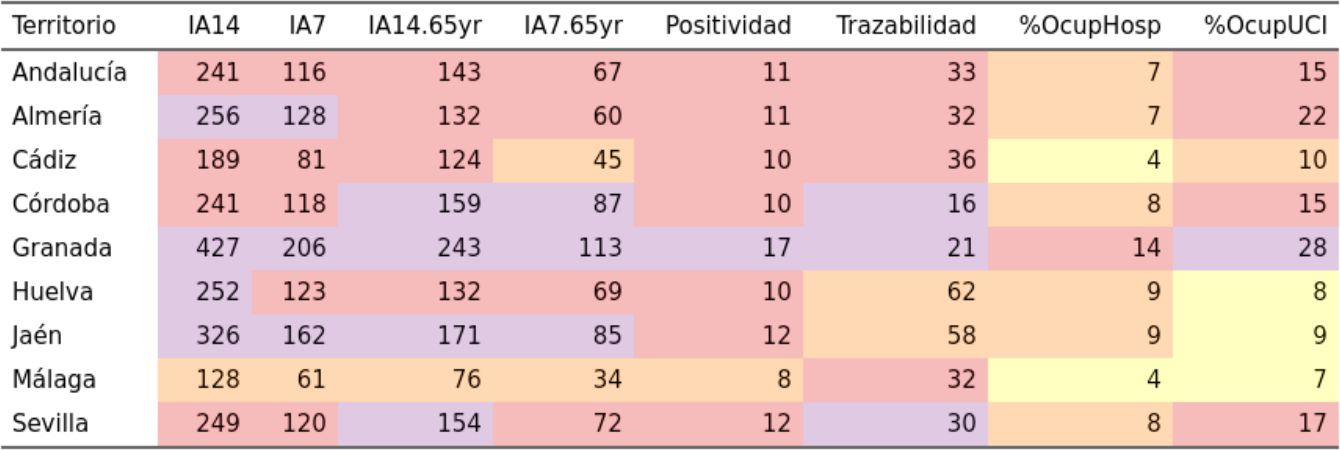 Territorio IA14 IA7 IA14.65yr IA7.65yr Positividad Trazabilidad %OcupHosp %OcupUCI
Andalucía 241 116 143 67 11 33 7 15
Almería 256 128 132 60 11 32 7 22
Cádiz 189 81 124 45 10 36 4 10
Córdoba 241 118 159 87 10 16 8 15
Granada 427 206 243 113 17 21 14 28
Huelva 252 123 132 69 10 62 9 8
Jaén 326 162 171 85 12 58 9 9
Málaga 128 61 76 34 8 32 4 7
Sevilla 249 120 154 72 12 30 8 17